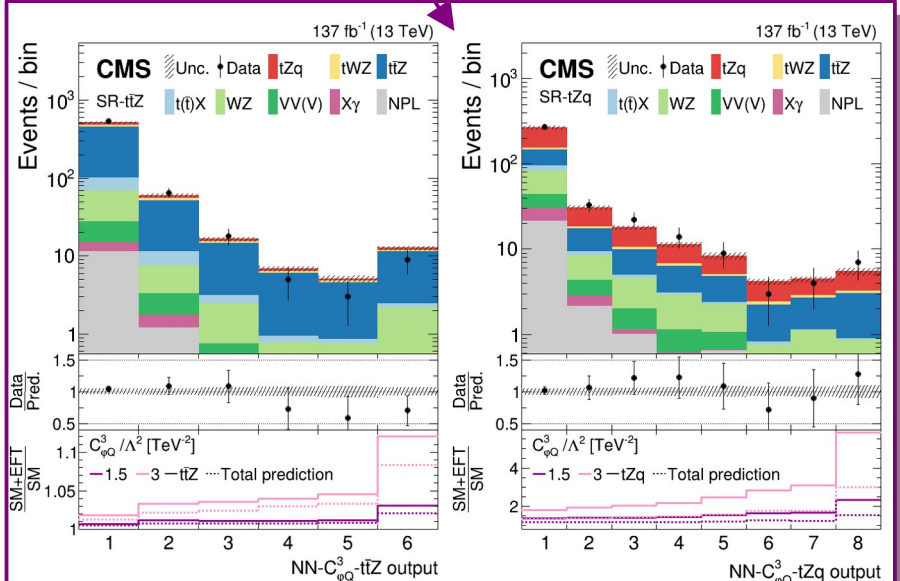 137 fb⁻¹ (13 TeV)
Events / bin
CMS
SR-tt̄Z
Unc. Data tZq tWZ tt̄Z
t(t̄)X WZ VV(V) Xγ NPL
10³
10²
10
1
Data
Pred.
1.5
1
0.5
SM+EFT
SM
C³φQ /Λ² [TeV⁻²]
1.5 3 tt̄Z Total prediction
1.1
1.05
1
1 2 3 4 5 6
NN-C³φQ-tt̄Z output
137 fb⁻¹ (13 TeV)
Events / bin
CMS
SR-tZq
Unc. Data tZq tWZ tt̄Z
t(t̄)X WZ VV(V) Xγ NPL
10³
10²
10
1
Data
Pred.
1.5
1
0.5
SM+EFT
SM
C³φQ /Λ² [TeV⁻²]
1.5 3 tZq Total prediction
4
2
1 2 3 4 5 6 7 8
NN-C³φQ-tZq output